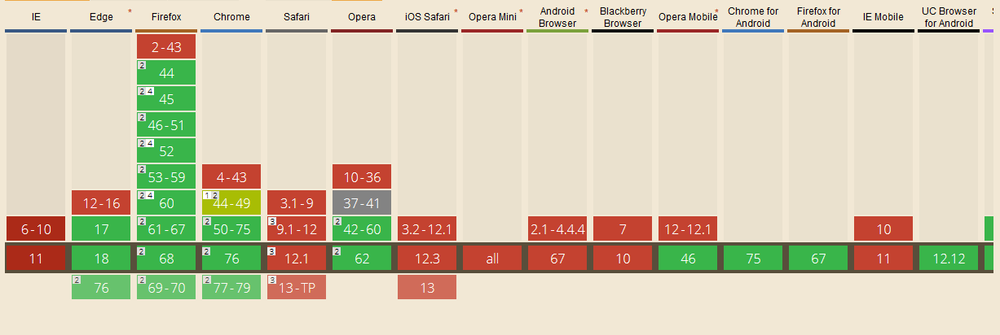 IE Edge * Firefox Chrome Safari Opera iOS Safari * Opera Mini Android Browser * Blackberry Browser Opera Mobile * Chrome for Android Firefox for Android IE Mobile UC Browser for Android
2-43
2 44
2 4 45
2 46-51
2 4 52
2 53-59 4-43 10-36
12-16 2 4 60 1 2 44-49 3.1-9 37-41
6-10 17 2 61-67 2 50-75 3 9.1-12 2 42-60 3.2-12.1 2.1-4.4.4 7 12-12.1 10
11 18 2 68 2 76 3 12.1 2 62 12.3 all 67 10 46 75 67 11 12.12
2 76 2 69-70 2 77-79 3 13-TP 13